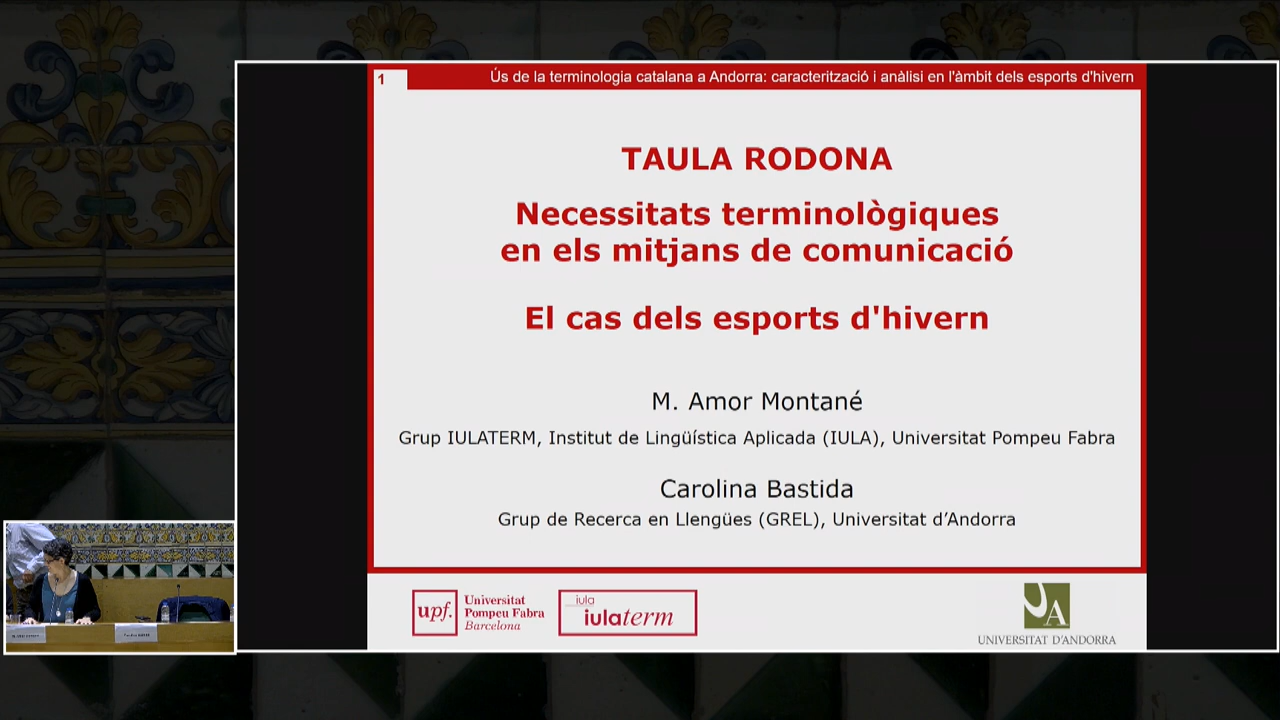 1
Ús de la terminologia catalana a Andorra: caracterització i anàlisi en l'àmbit dels esports d'hivern
TAULA RODONA
Necessitats terminològiques
en els mitjans de comunicació
El cas dels esports d'hivern
M. Amor Montané
Grup IULATERM, Institut de Lingüística Aplicada (IULA), Universitat Pompeu Fabra
Carolina Bastida
Grup de Recerca en Llengües (GREL), Universitat d’Andorra
upf.
Universitat
Pompeu Fabra
Barcelona
iula
iulaterm
UA
UNIVERSITAT D'ANDORRA